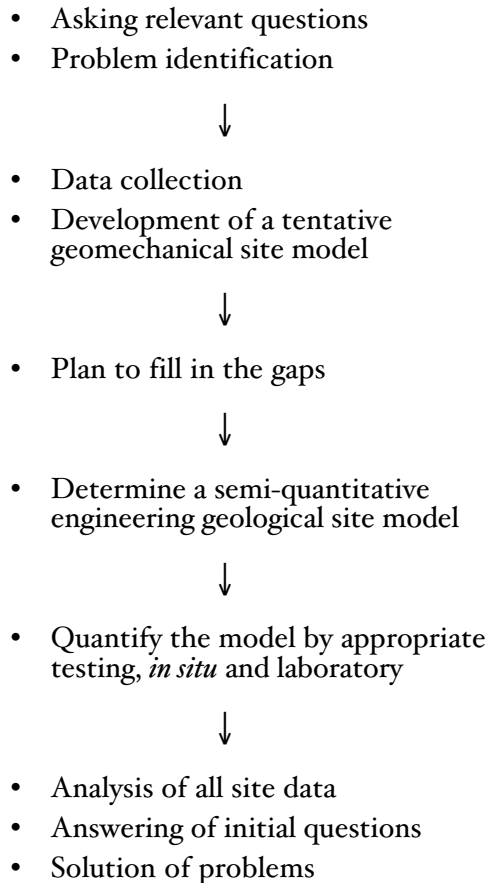 • Asking relevant questions
• Problem identification
↓
• Data collection
• Development of a tentative
geomechanical site model
↓
• Plan to fill in the gaps
↓
• Determine a semi-quantitative
engineering geological site model
↓
• Quantify the model by appropriate
testing, in situ and laboratory
↓
• Analysis of all site data
• Answering of initial questions
• Solution of problems